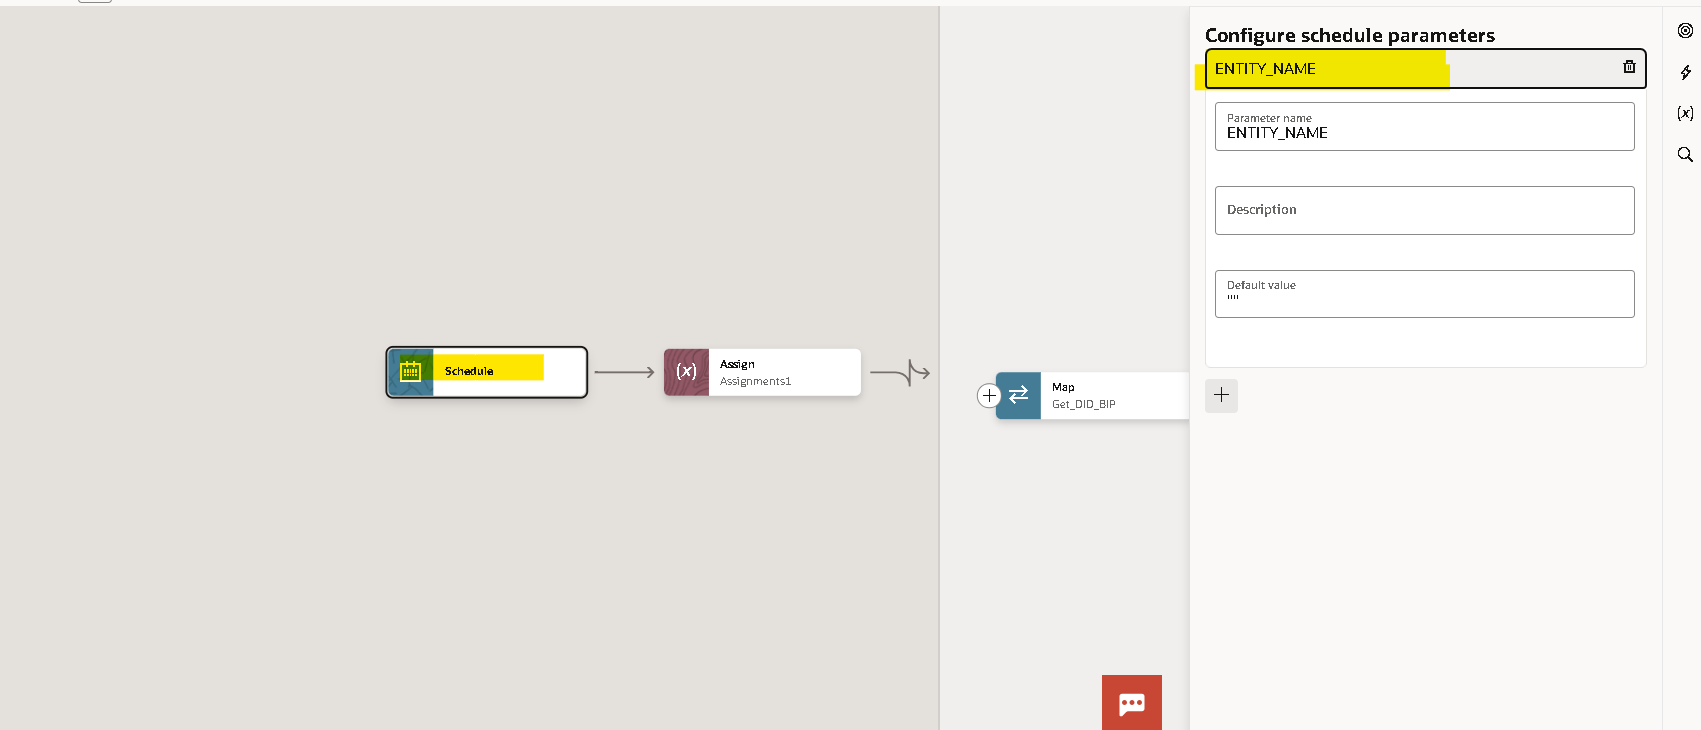 Configure schedule parameters
ENTITY_NAME
Parameter name
ENTITY_NAME
Description
Default value
""
Schedule
(x)
Assign
Assignments1
Map
Get_DID_BIP
(x)